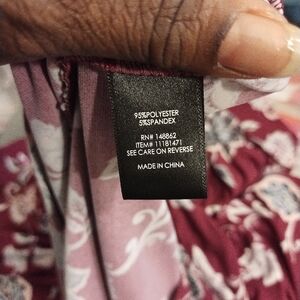 95%POLYESTER
5%SPANDEX
RN# 148862
ITEM# 11181471
SEE CARE ON REVERSE
MADE IN CHINA